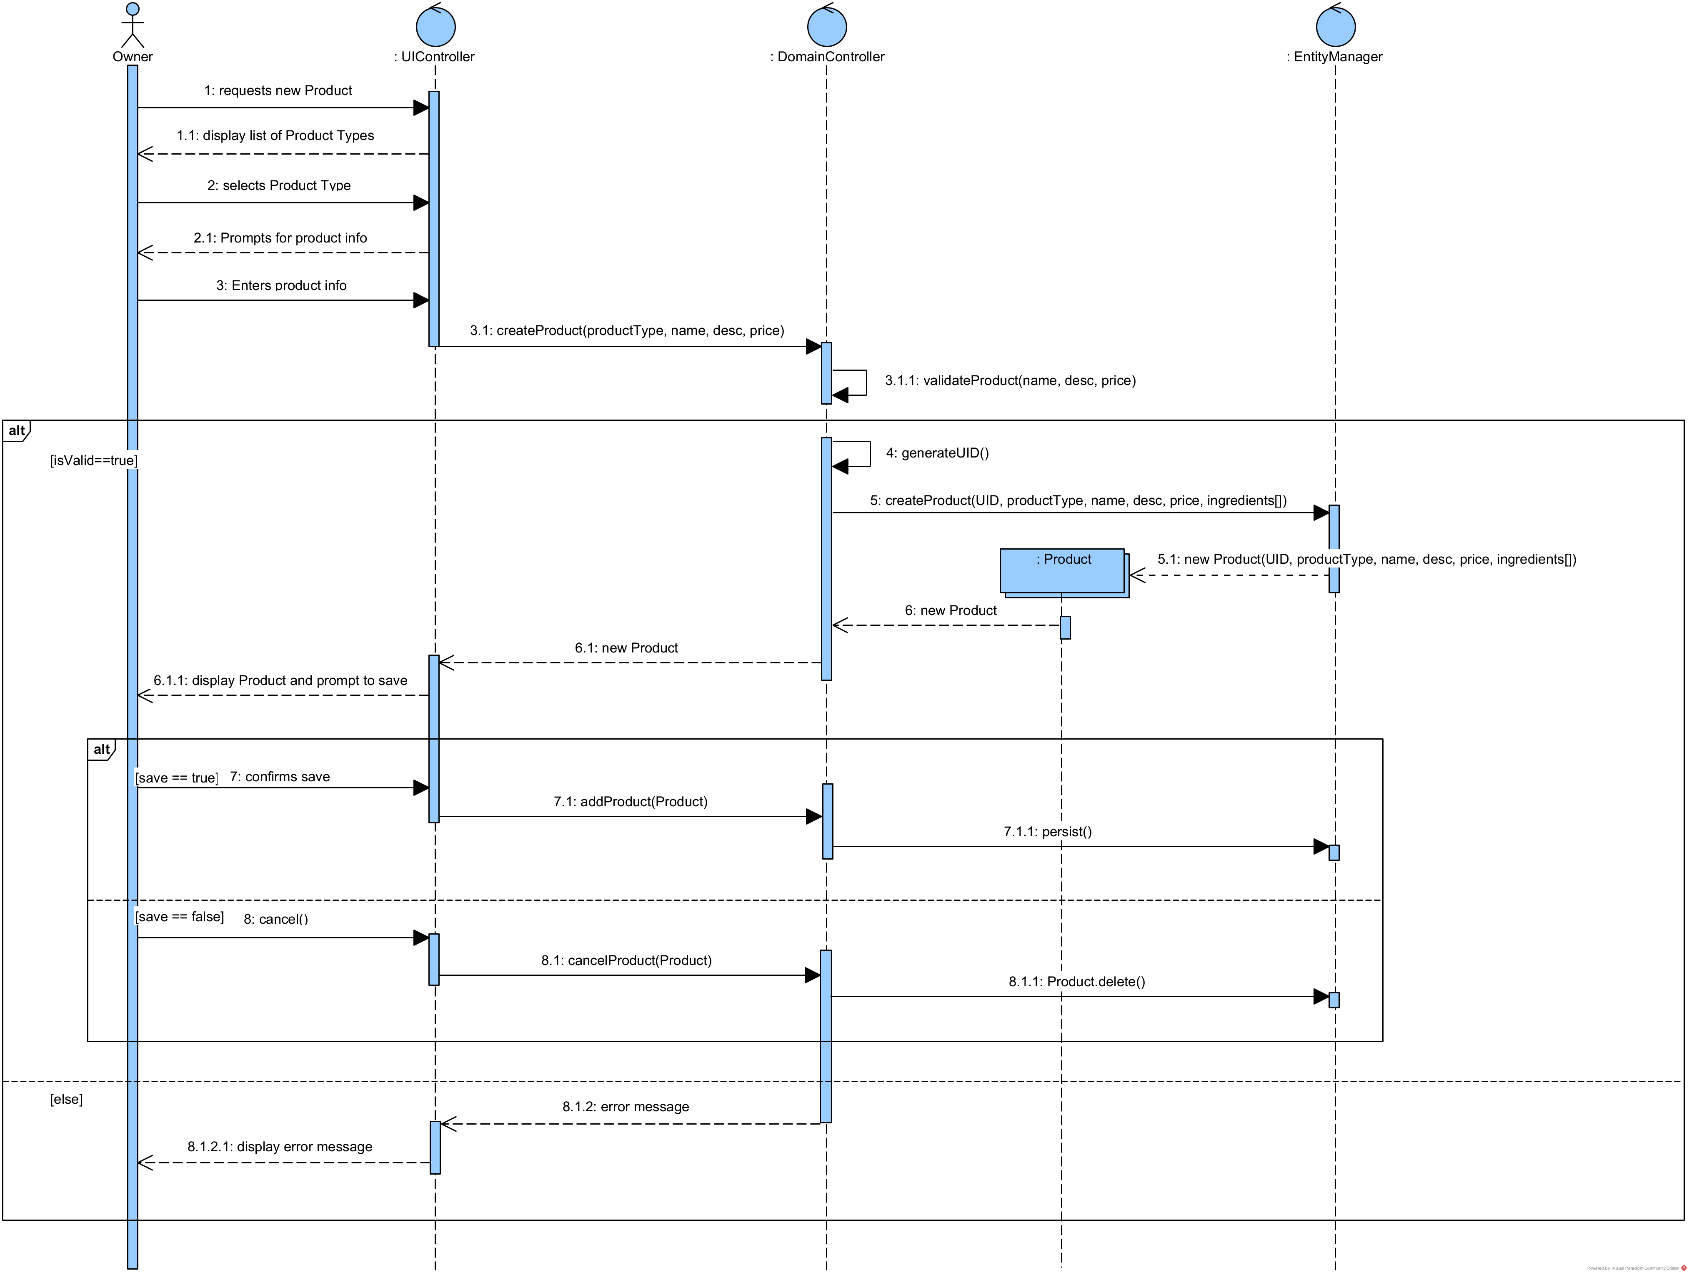 Owner
: UIController
: DomainController
: EntityManager
1: requests new Product
1.1: display list of Product Types
2: selects Product Type
2.1: Prompts for product info
3: Enters product info
3.1: createProduct(productType, name, desc, price)
3.1.1: validateProduct(name, desc, price)
alt
[isValid==true]
4: generateUID()
5: createProduct(UID, productType, name, desc, price, ingredients[])
: Product
5.1: new Product(UID, productType, name, desc, price, ingredients[])
6: new Product
6.1: new Product
6.1.1: display Product and prompt to save
alt
[save == true]
7: confirms save
7.1: addProduct(Product)
7.1.1: persist()
[save == false]
8: cancel()
8.1: cancelProduct(Product)
8.1.1: Product.delete()
[else]
8.1.2: error message
8.1.2.1: display error message
Powered by: Visual Paradigm Community Edition